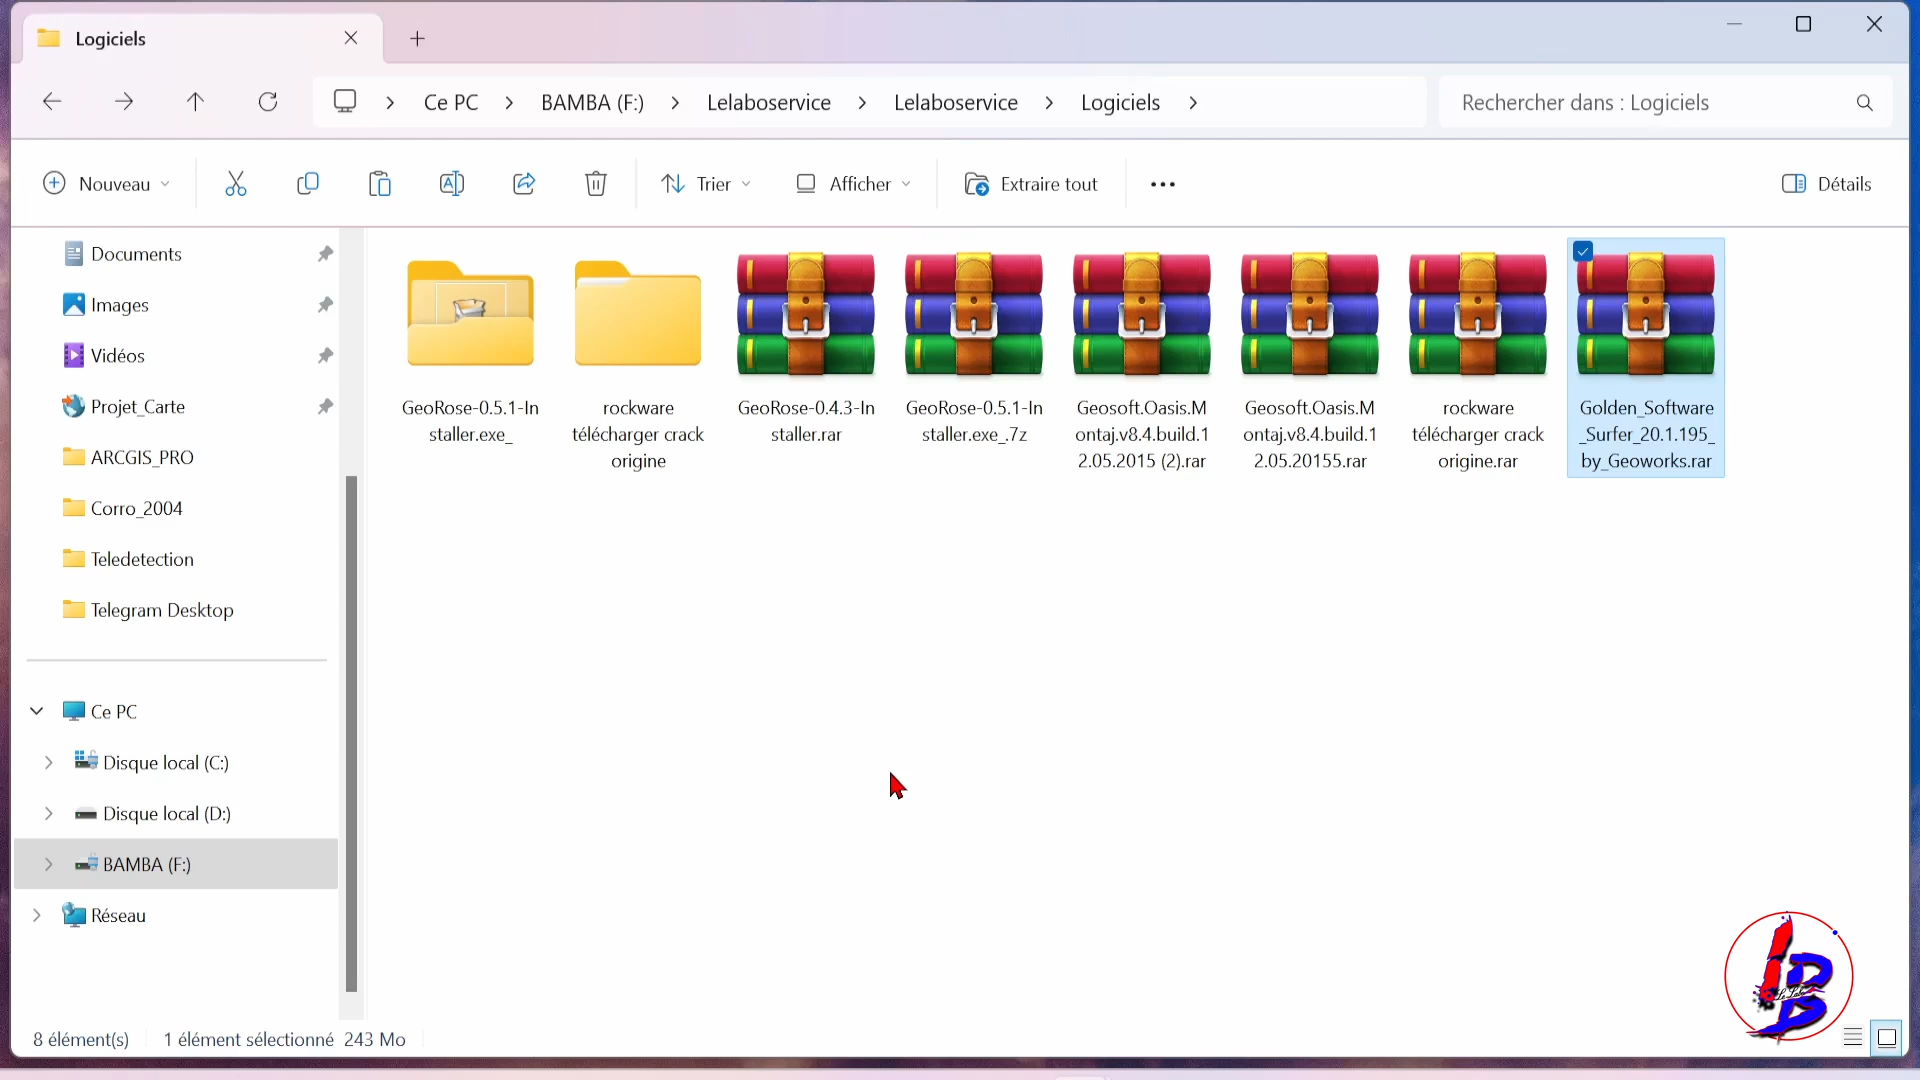 Logiciels
Ce PC
BAMBA (F:)
Lelaboservice
Lelaboservice
Logiciels
Rechercher dans : Logiciels
Nouveau
Trier
Afficher
Extraire tout
Détails
Documents
Images
Vidéos
Projet_Carte
ARCGIS_PRO
Corro_2004
Teledetection
Telegram Desktop
Ce PC
Disque local (C:)
Disque local (D:)
BAMBA (F:)
Réseau
GeoRose-0.5.1-In
staller.exe_
rockware
télécharger crack
origine
GeoRose-0.4.3-In
staller.rar
GeoRose-0.5.1-In
staller.exe_.7z
Geosoft.Oasis.M
ontaj.v8.4.build.1
2.05.2015 (2).rar
Geosoft.Oasis.M
ontaj.v8.4.build.1
2.05.20155.rar
rockware
télécharger crack
origine.rar
Golden_Software
_Surfer_20.1.195_
by_Geoworks.rar
8 élément(s)
1 élément sélectionné 243 Mo